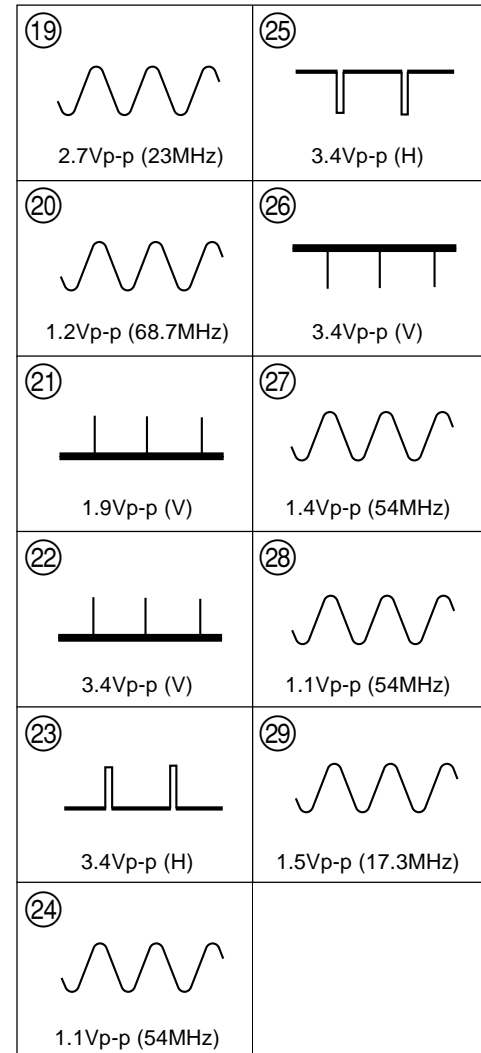 ⑲
2.7Vp-p (23MHz)
⑳
1.2Vp-p (68.7MHz)
㉑
1.9Vp-p (V)
㉒
3.4Vp-p (V)
㉓
3.4Vp-p (H)
㉔
1.1Vp-p (54MHz)
㉕
3.4Vp-p (H)
㉖
3.4Vp-p (V)
㉗
1.4Vp-p (54MHz)
㉘
1.1Vp-p (54MHz)
㉙
1.5Vp-p (17.3MHz)